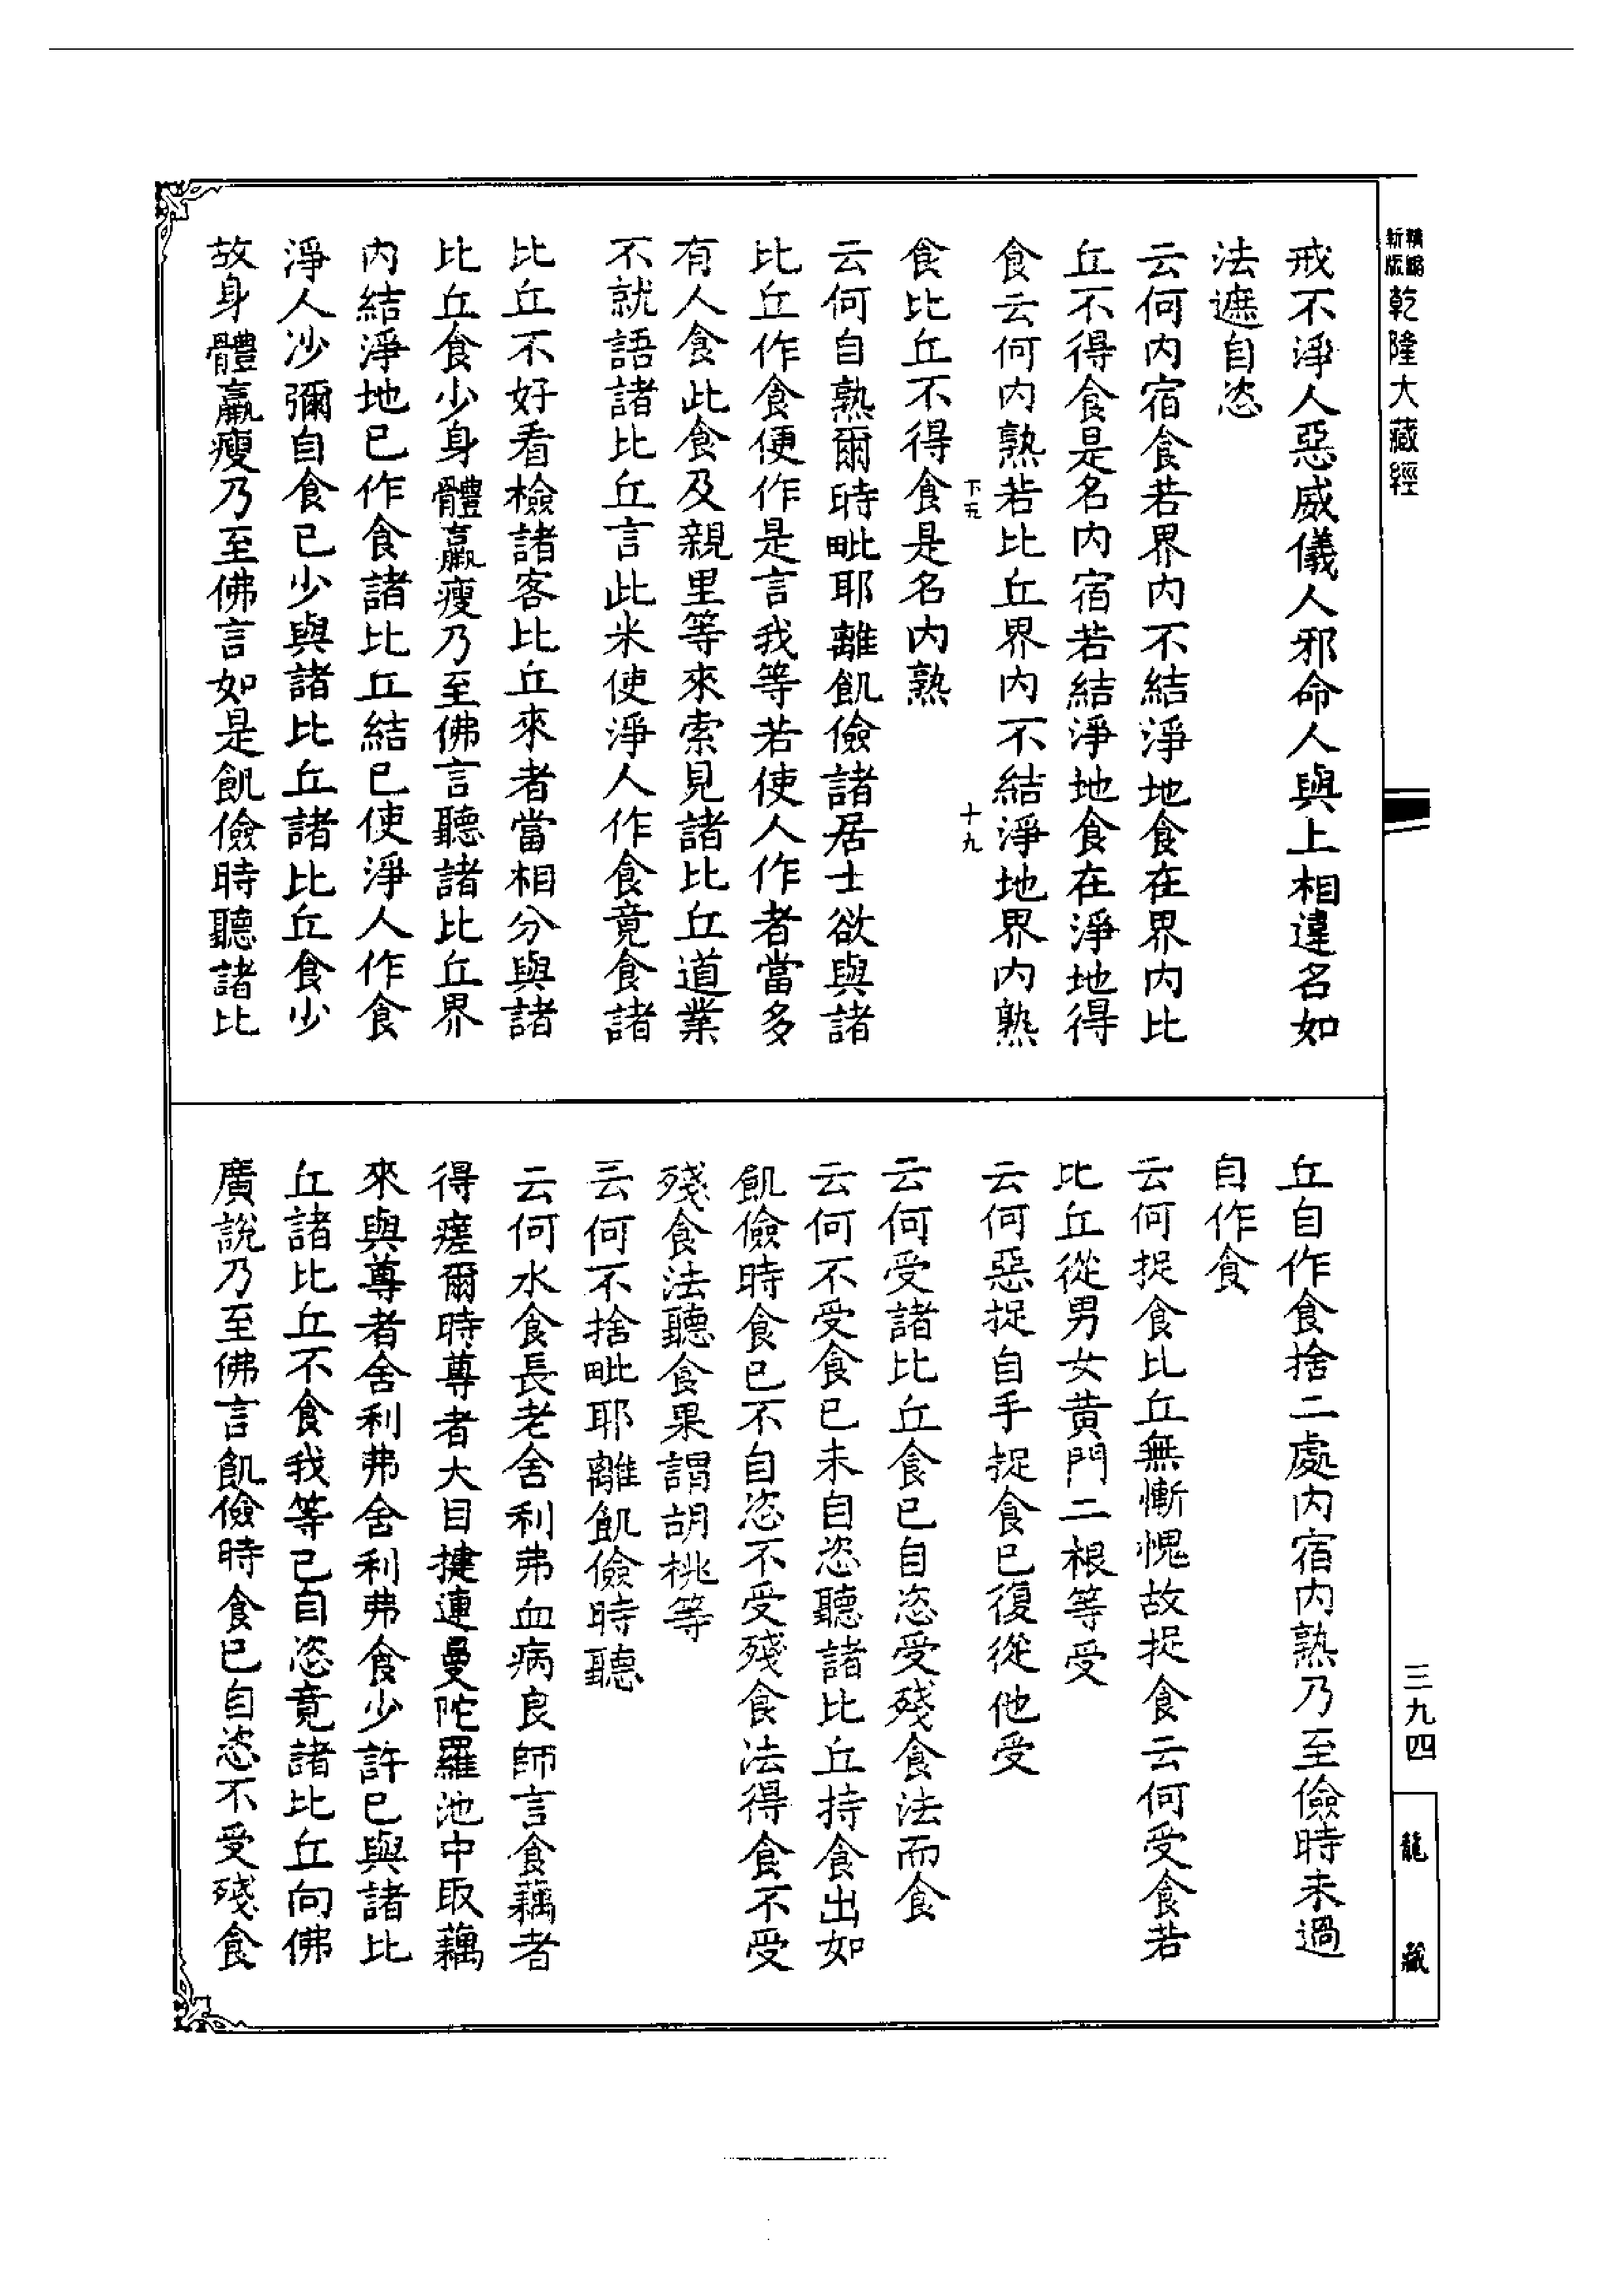 新版精縮乾隆大藏經
戒不淨人惡威儀人邪命人與上相違名如
法遮自恣
云何內宿食若界內不結淨地食在界內比
丘不得食是名內宿若結淨地食在淨地得
食云何內熟若比丘界內不結淨地界內熟
下五
十九
食比丘不得食是名內熟
云何自熟爾時毗耶離飢儉諸居士欲與諸
比丘作食便作是言我等若使人作者當多
有人食此食及親里等來索見諸比丘道業
不就語諸比丘言此米使淨人作食竟食諸
比丘不好看檢諸客比丘來者當相分與諸
比丘食少身體羸瘦乃至佛言聽諸比丘界
內結淨地已作食諸比丘結已使淨人作食
淨人沙彌自食已少與諸比丘諸比丘食少
故身體羸瘦乃至佛言如是飢儉時聽諸比
丘自作食捨二處內宿內熟乃至儉時未過
自作食
云何捉食比丘無慚愧故捉食云何受食若
比丘從男女黃門二根等受
云何惡捉自手捉食已復從他受
云何受諸比丘食已自恣受殘食法而食
云何不受食已未自恣聽諸比丘持食出如
飢儉時食已不自恣不受殘食法得食不受
殘食法聽食果謂胡桃等
云何不捨毗耶離飢儉時聽
云何水食長老舍利弗血病良師言食藕者
得瘥爾時尊者大目揵連曼陀羅池中取藕
來與尊者舍利弗舍利弗食少許已與諸比
丘諸比丘不食我等已自恣竟諸比丘向佛
廣說乃至佛言飢儉時食已自恣不受殘食
三九四
龍藏